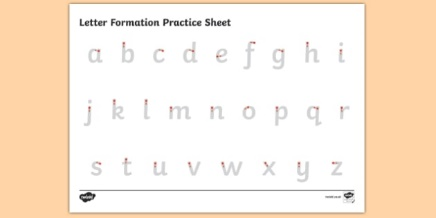 Letter Formation Practice Sheet
a b c d e f g h i
j k l m n o p q r
s t u v w x y z